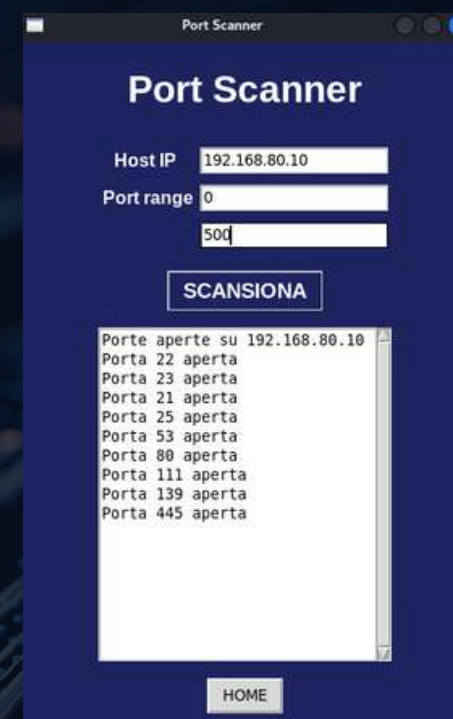 Port Scanner
Port Scanner
Host IP 192.168.80.10
Port range 0
500
SCANSIONA
Porte aperte su 192.168.80.10
Porta 22 aperta
Porta 23 aperta
Porta 21 aperta
Porta 25 aperta
Porta 53 aperta
Porta 80 aperta
Porta 111 aperta
Porta 139 aperta
Porta 445 aperta
HOME